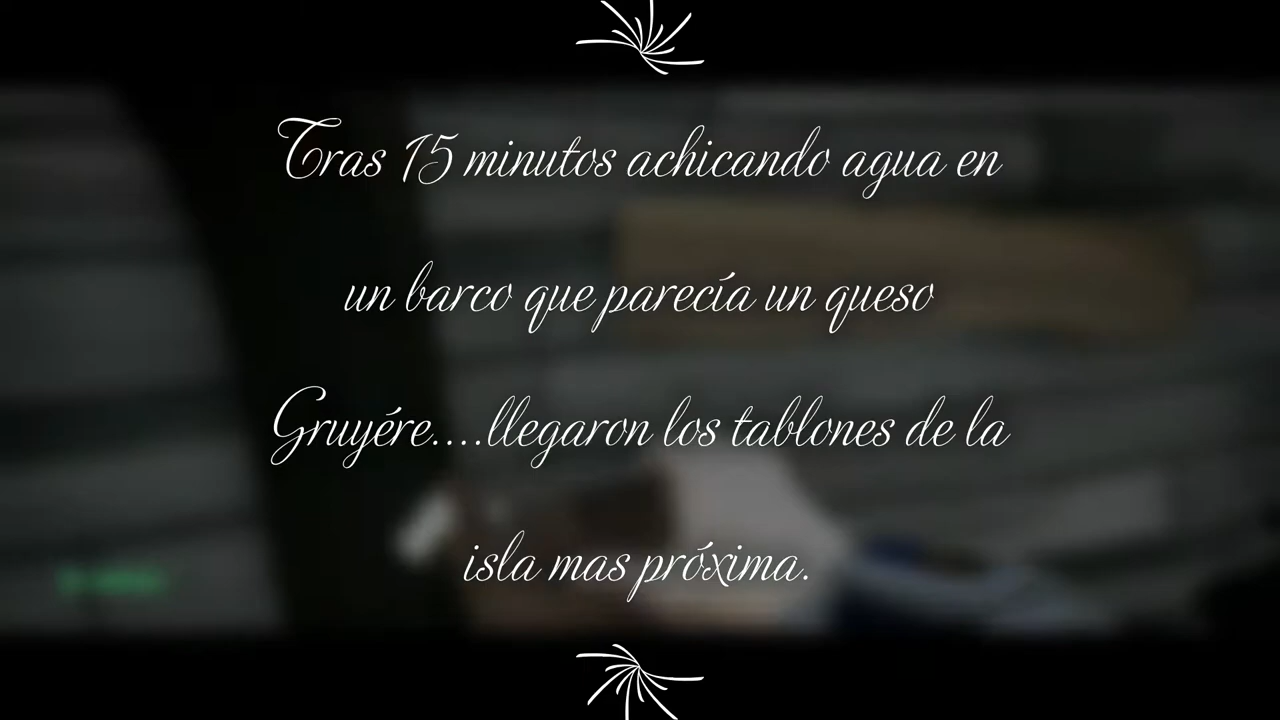 Tras 15 minutos achicando agua en
un barco que parecía un queso
Gruyére....llegaron los tablones de la
isla mas próxima.